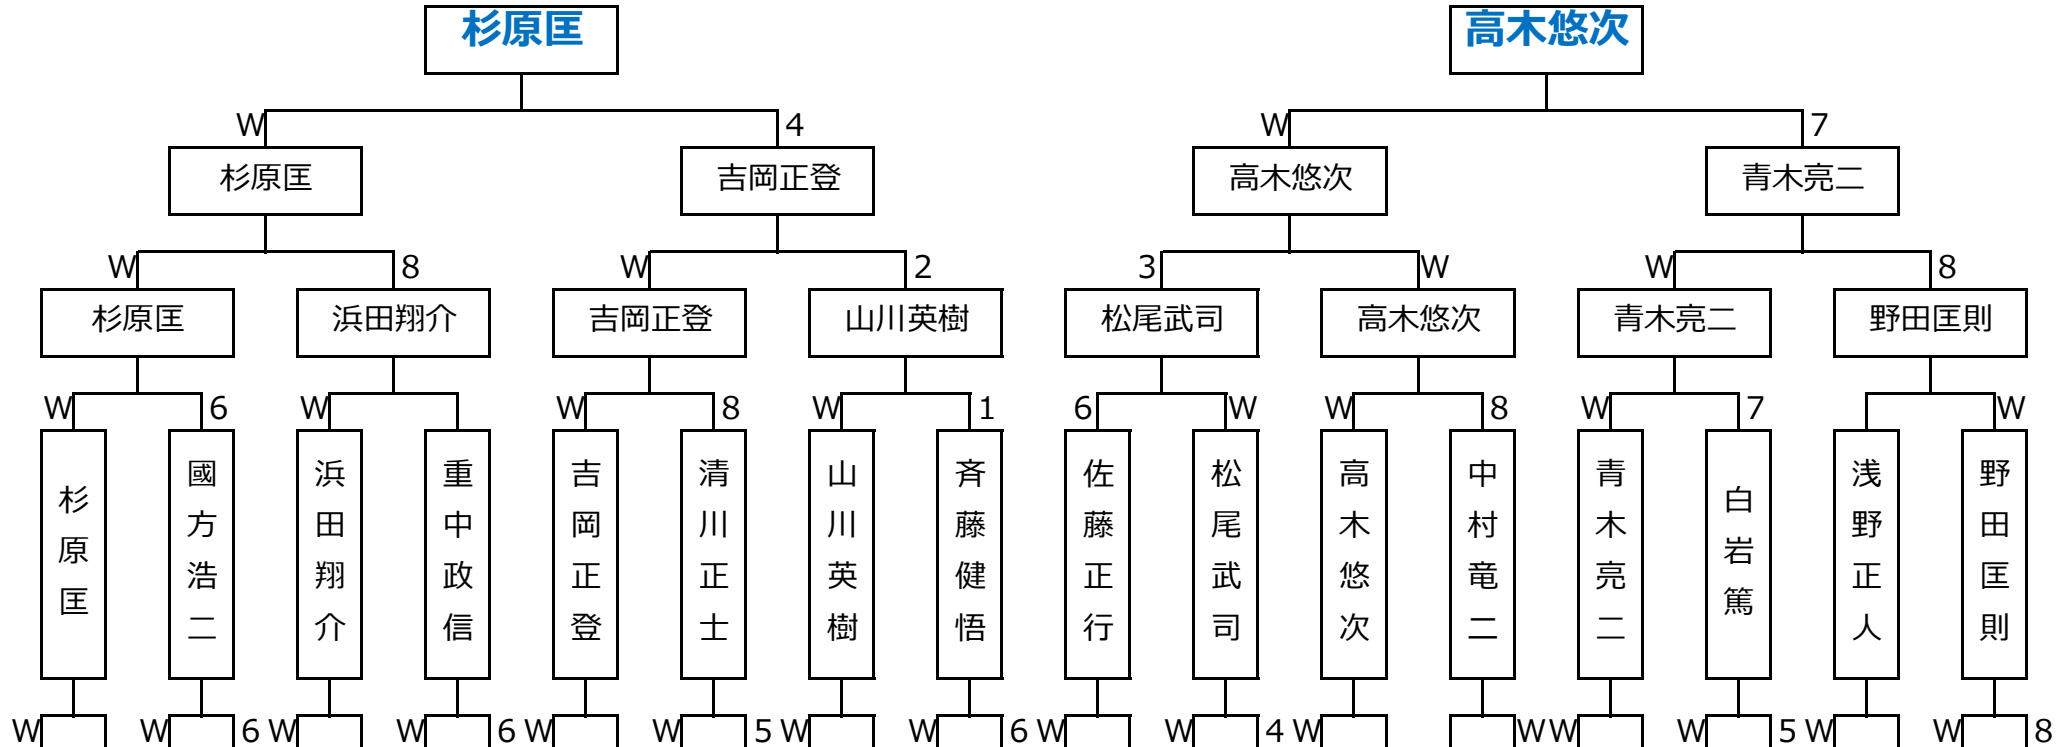 杉原匡 高木悠次
W 4 W 7
杉原匡 吉岡正登 高木悠次 青木亮二
W 8 W 2 3 W W 8
杉原匡 浜田翔介 吉岡正登 山川英樹 松尾武司 高木悠次 青木亮二 野田匡則
W 6 W W 8 W 1 6 W W 8 W 7 W
杉原匡 國方浩二 浜田翔介 重中政信 吉岡正登 清川正士 山川英樹 斉藤健悟 佐藤正行 松尾武司 高木悠次 中村竜二 青木亮二 白岩篤 浅野正人 野田匡則
W W 6 W W 6 W W 5 W W 6 W W 4 W W W W 5 W W 8